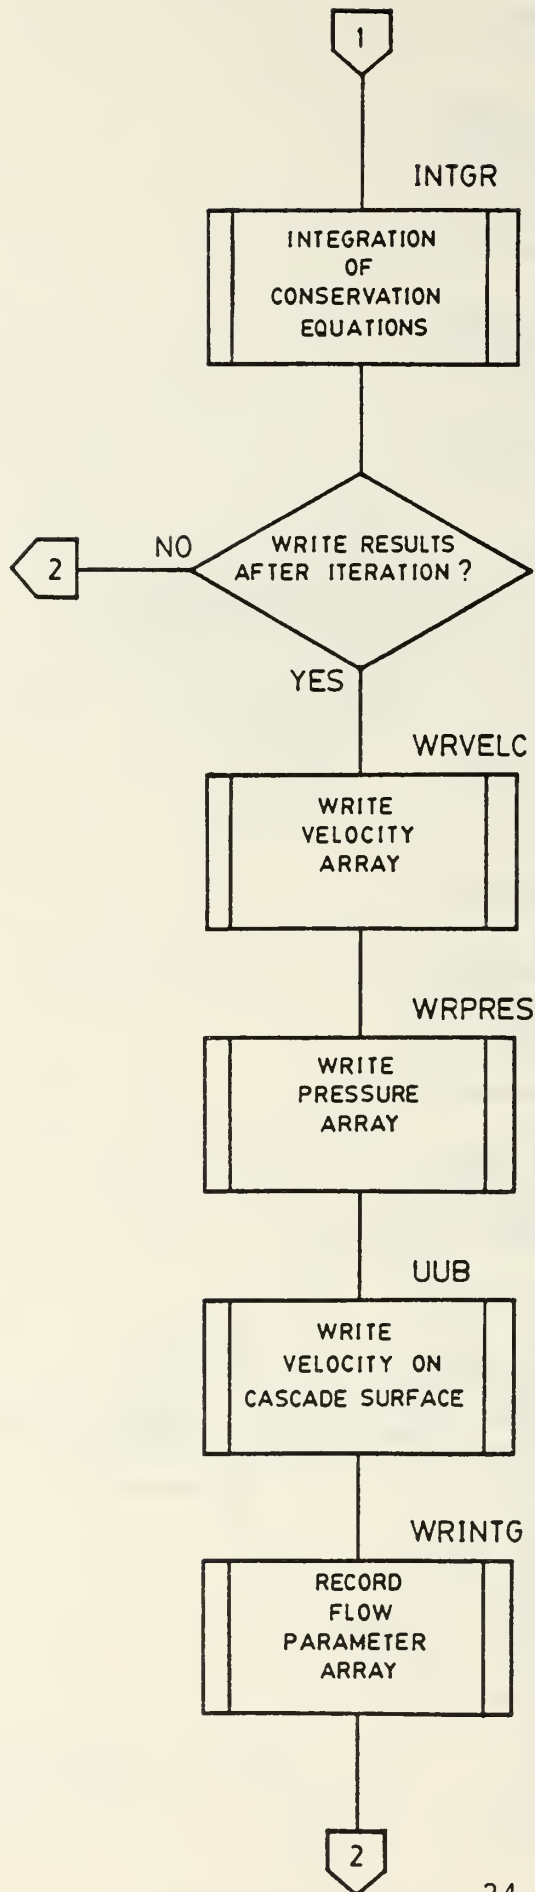 1
INTGR
INTEGRATION
OF
CONSERVATION
EQUATIONS
2
NO
WRITE RESULTS
AFTER ITERATION ?
YES
WRVELC
WRITE
VELOCITY
ARRAY
WRPRES
WRITE
PRESSURE
ARRAY
UUB
WRITE
VELOCITY ON
CASCADE SURFACE
WRINTG
RECORD
FLOW
PARAMETER
ARRAY
2